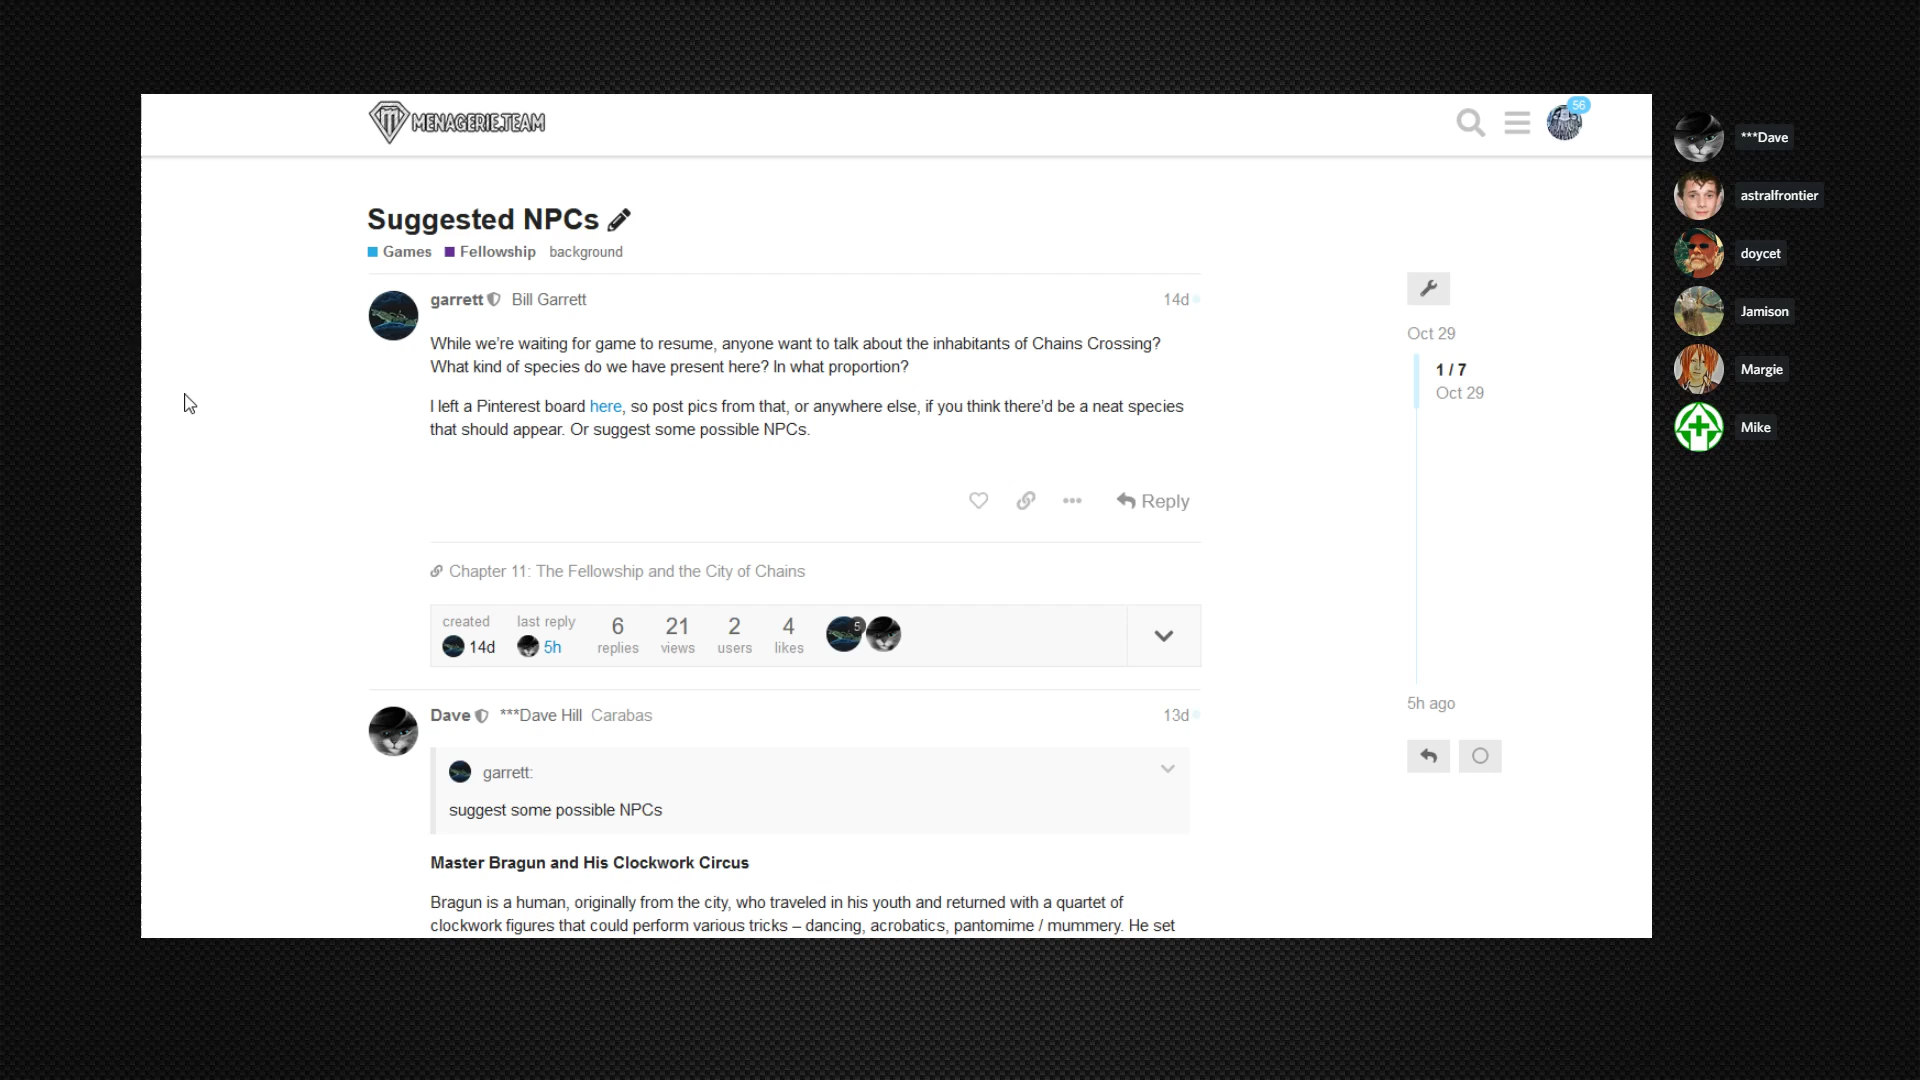 MENAGERIE.TEAM
56
Suggested NPCs
Games Fellowship background
garrett Bill Garrett 14d
While we're waiting for game to resume, anyone want to talk about the inhabitants of Chains Crossing?
What kind of species do we have present here? In what proportion?
I left a Pinterest board here, so post pics from that, or anywhere else, if you think there'd be a neat species
that should appear. Or suggest some possible NPCs.
Reply
Chapter 11: The Fellowship and the City of Chains
created last reply 6 21 2 4 5
14d 5h replies views users likes
Dave ***Dave Hill Carabas 13d
garrett:
suggest some possible NPCs
Master Bragun and His Clockwork Circus
Bragun is a human, originally from the city, who traveled in his youth and returned with a quartet of
clockwork figures that could perform various tricks – dancing, acrobatics, pantomime / mummery. He set
Oct 29
1 / 7
Oct 29
5h ago
***Dave
astralfrontier
doycet
Jamison
Margie
Mike